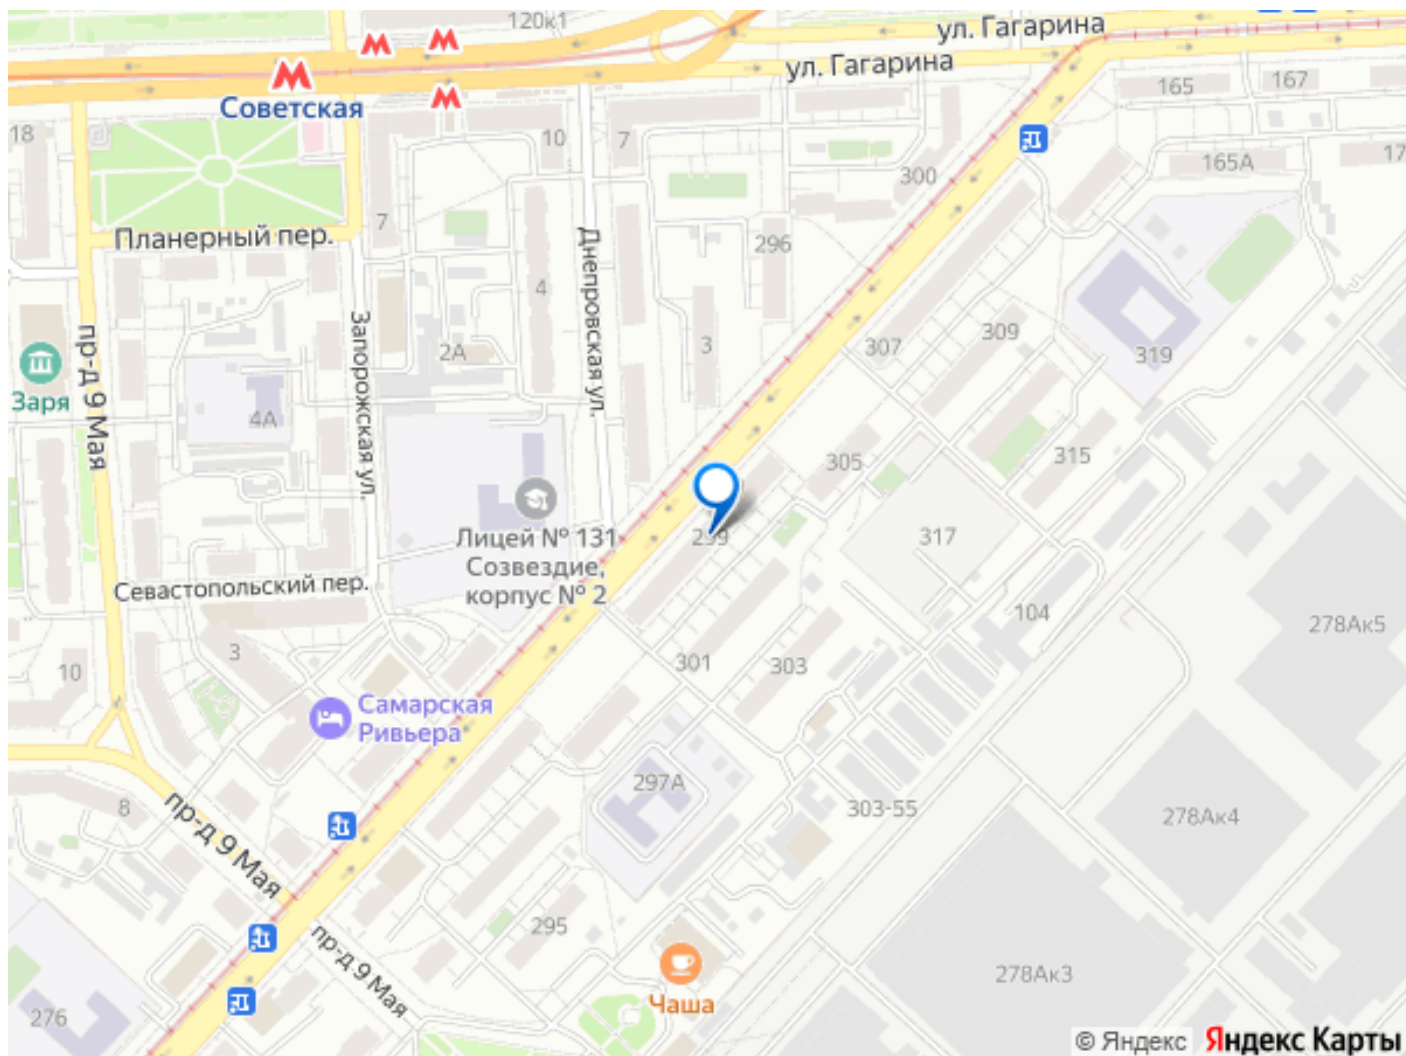 120к1
ул. Гагарина
ул. Гагарина
Советская
165
167
18
10
7
165А
17
300
7
Планерный пер.
296
4
Днепровская ул.
пр-д 9 Мая
Запорожская ул.
2А
3
307
309
319
Заря
4А
305
315
299
317
Лицей № 131
Созвездие,
корпус № 2
Севастопольский пер.
104
278Ак5
3
301
303
10
Самарская
Ривьера
297А
303-55
278Ак4
8
пр-д 9 Мая
295
пр-д 9 Мая
278Ак3
Чаша
276
© Яндекс Яндекс Карты